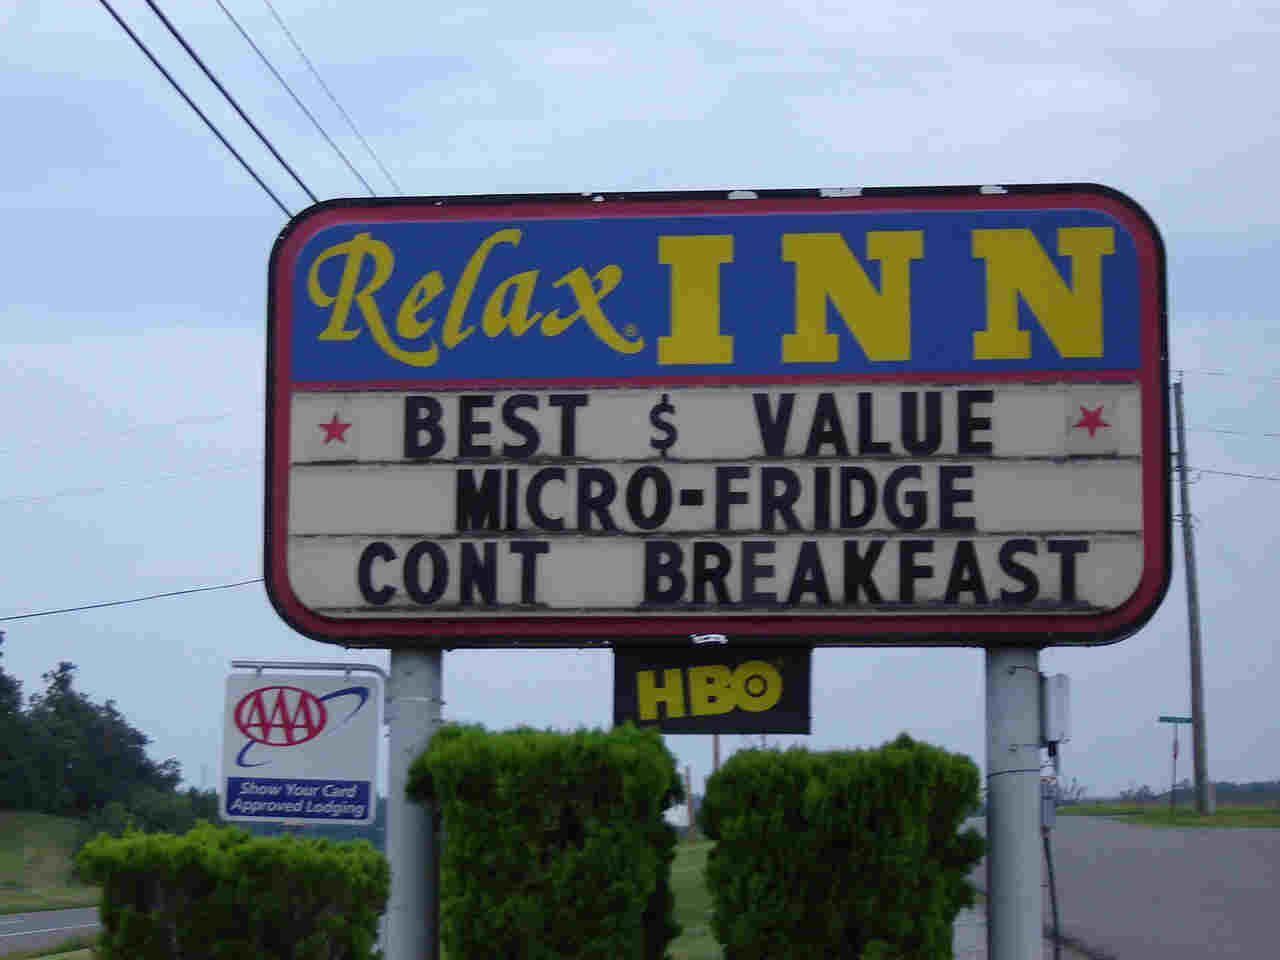 Relax INN
BEST $ VALUE
MICRO-FRIDGE
CONT BREAKFAST
HBO
AAA
Show Your Card
Approved Lodging